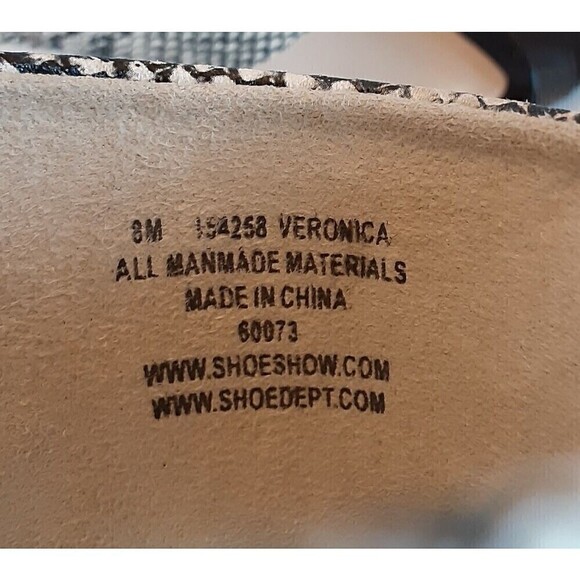 8M 154258 VERONICA
ALL MANMADE MATERIALS
MADE IN CHINA
60073
WWW.SHOESHOW.COM
WWW.SHOEDEPT.COM